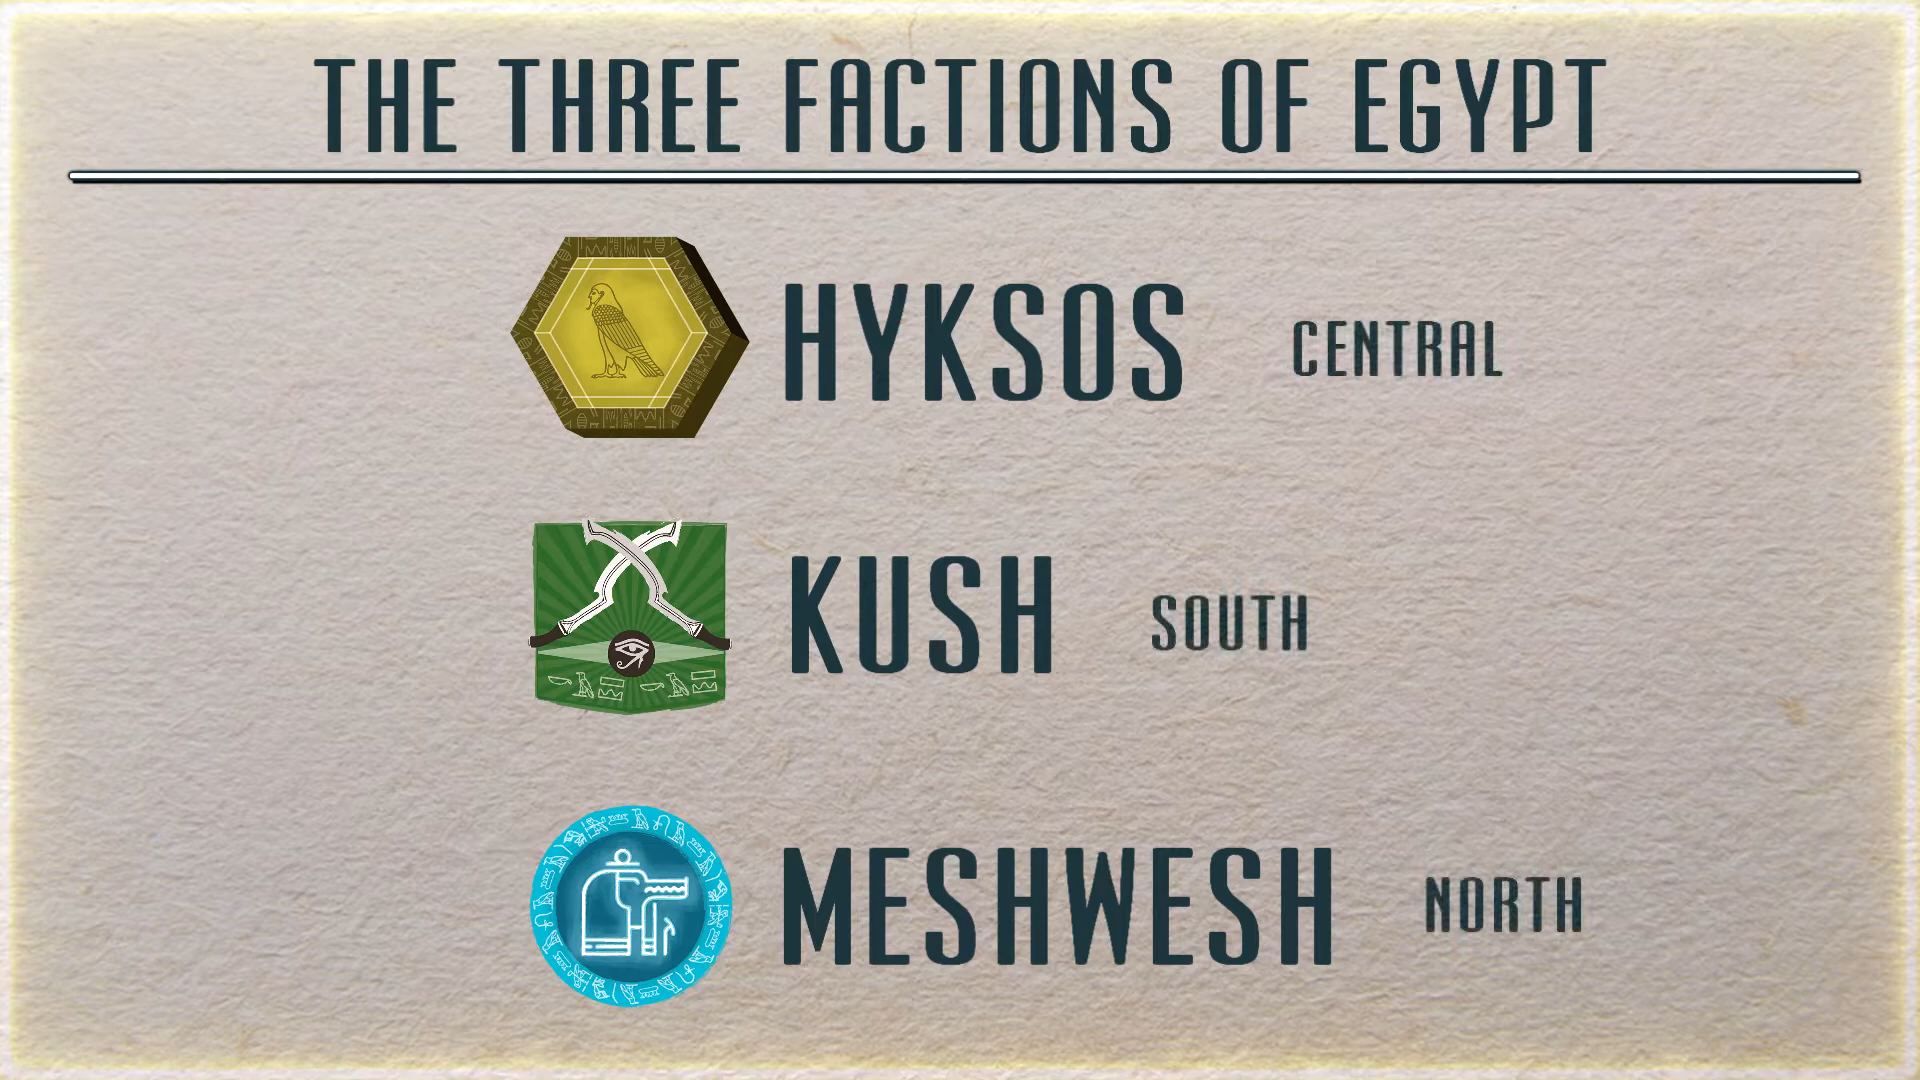 THE THREE FACTIONS OF EGYPT
HYKSOS CENTRAL
KUSH SOUTH
MESHWESH NORTH